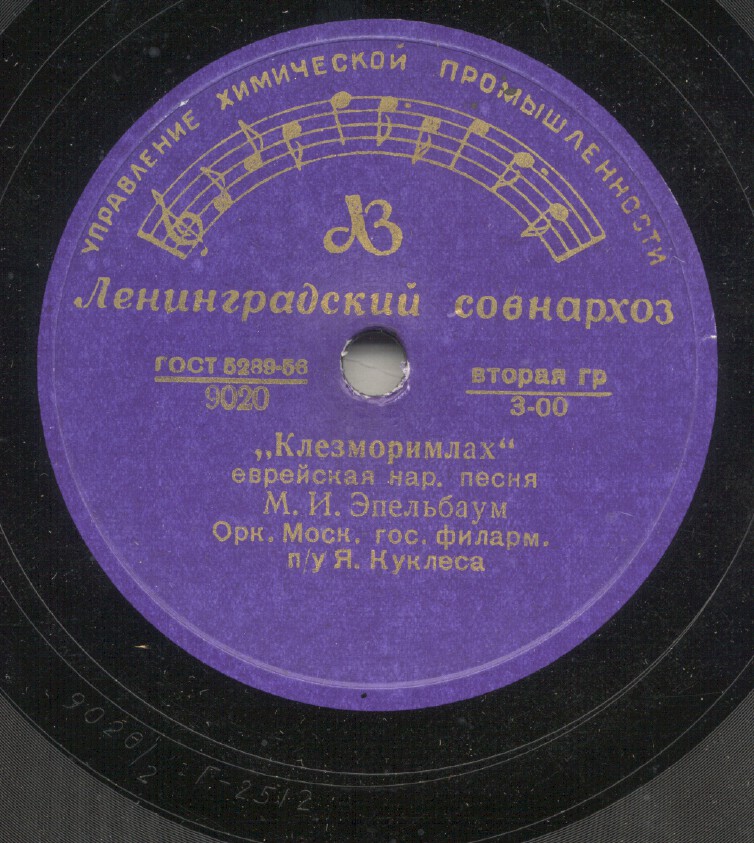 УПРАВЛЕНИЕ ХИМИЧЕСКОЙ ПРОМЫШЛЕННОСТИ
ЛЗ
Ленинградский совнархоз
ГОСТ 5289-56
9020
вторая гр
3-00
„Клезморимлах“
еврейская нар. песня
М. И. Эпельбаум
Орк. Моск. гос. филарм.
п/у Я. Куклеса
9020/2 -Г-2512